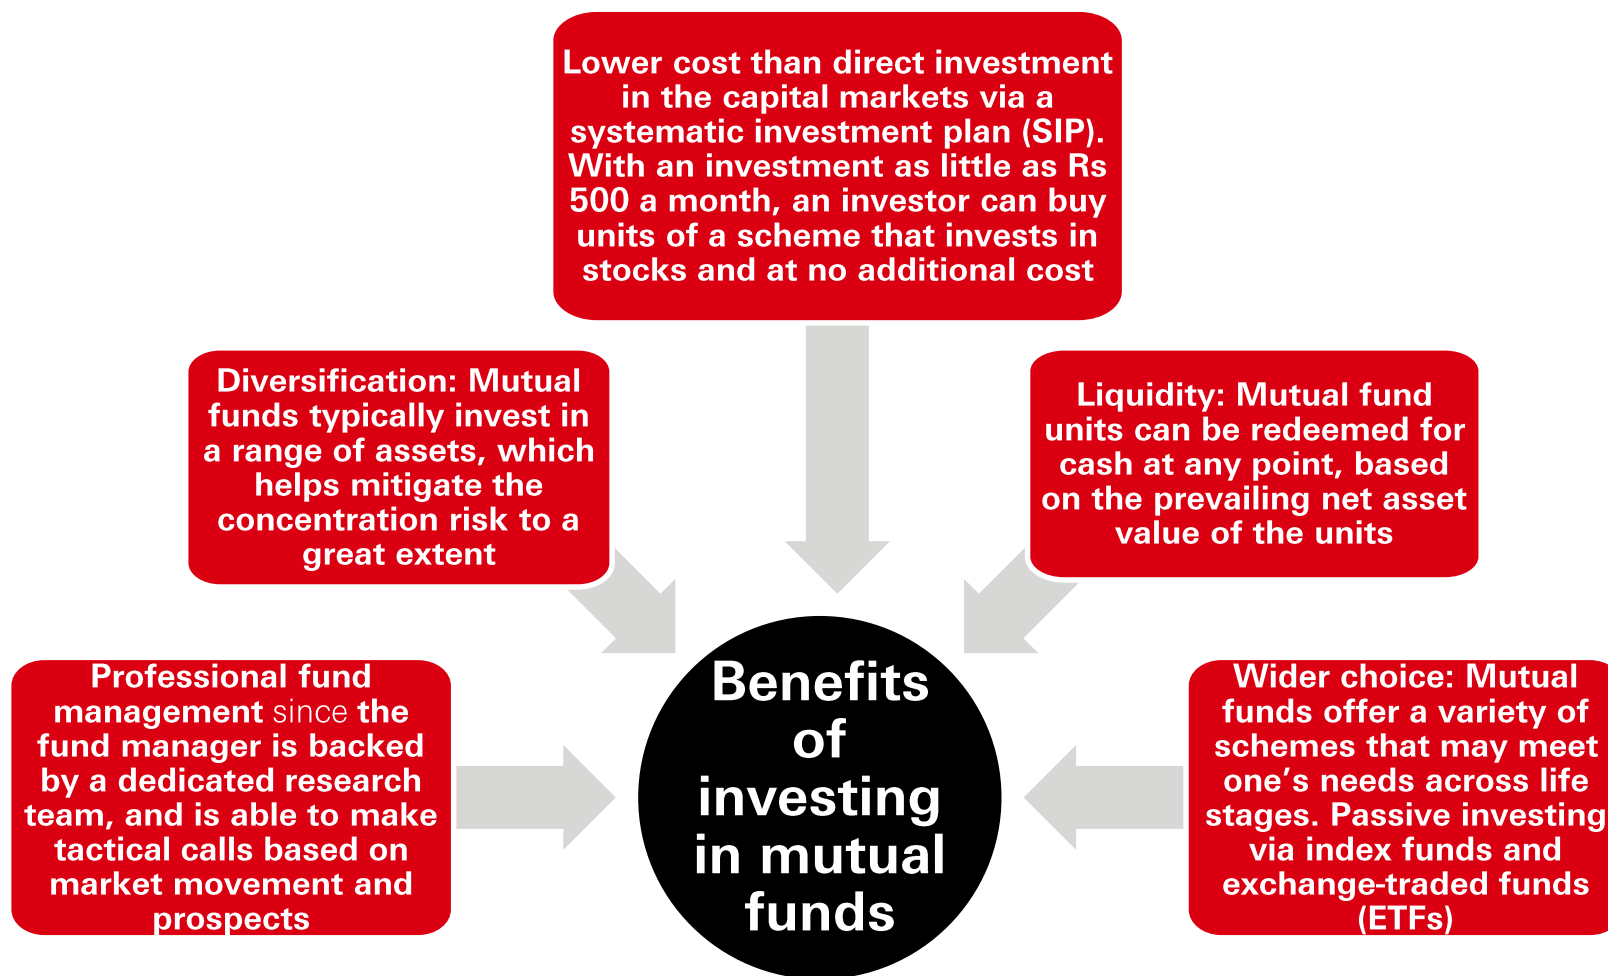 Lower cost than direct investment
in the capital markets via a
systematic investment plan (SIP).
With an investment as little as Rs
500 a month, an investor can buy
units of a scheme that invests in
stocks and at no additional cost
Diversification: Mutual
funds typically invest in
a range of assets, which
helps mitigate the
concentration risk to a
great extent
Liquidity: Mutual fund
units can be redeemed for
cash at any point, based
on the prevailing net asset
value of the units
Professional fund
management since the
fund manager is backed
by a dedicated research
team, and is able to make
tactical calls based on
market movement and
prospects
Benefits
of
investing
in mutual
funds
Wider choice: Mutual
funds offer a variety of
schemes that may meet
one’s needs across life
stages. Passive investing
via index funds and
exchange-traded funds
(ETFs)